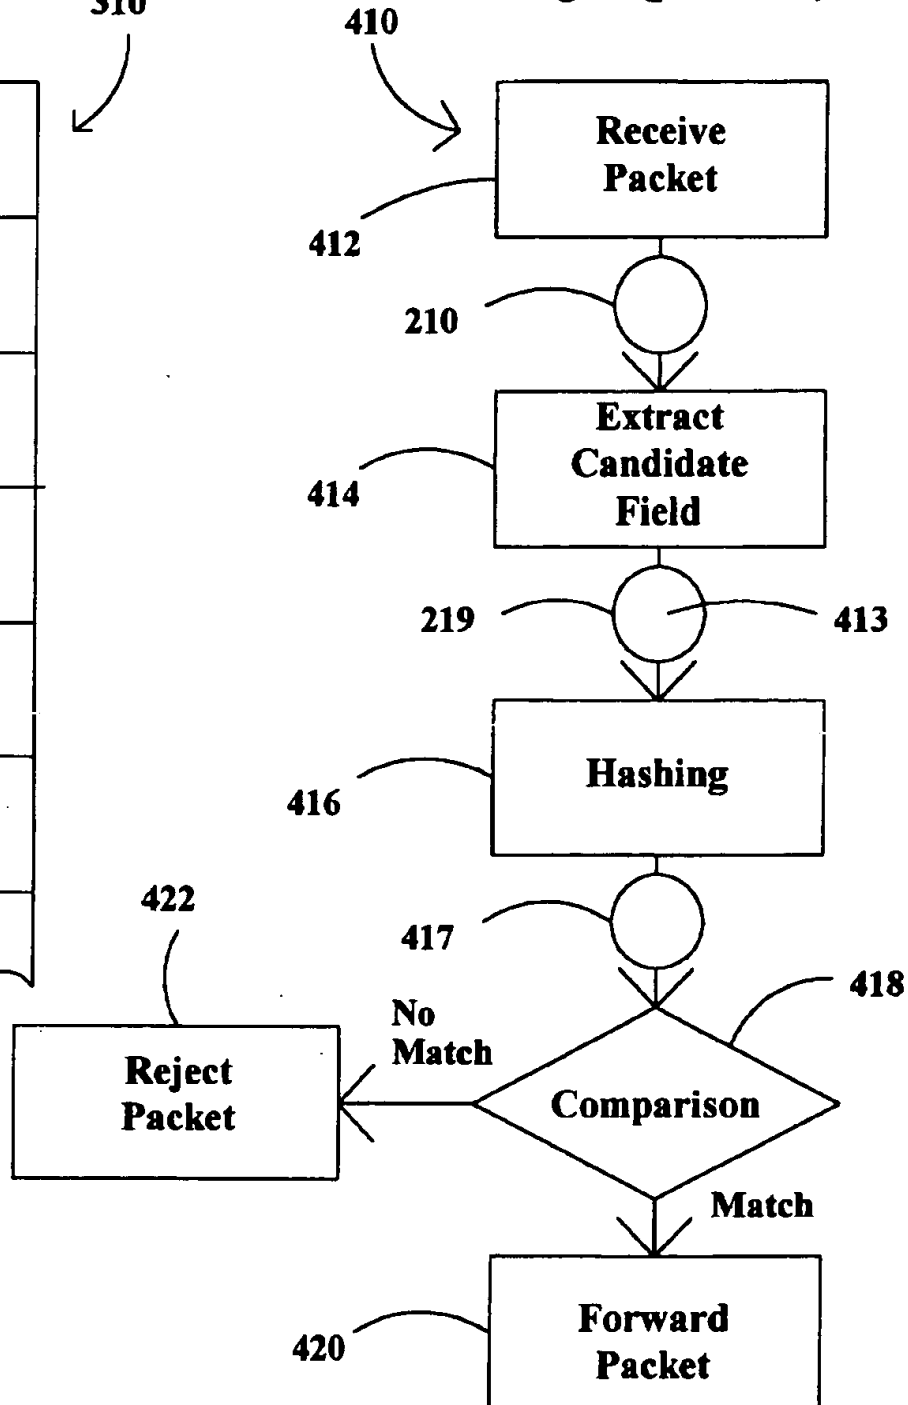 310
410
Receive
Packet
412
210
Extract
Candidate
Field
414
219
413
Hashing
416
422
417
418
No
Match
Reject
Packet
Comparison
Match
Forward
Packet
420